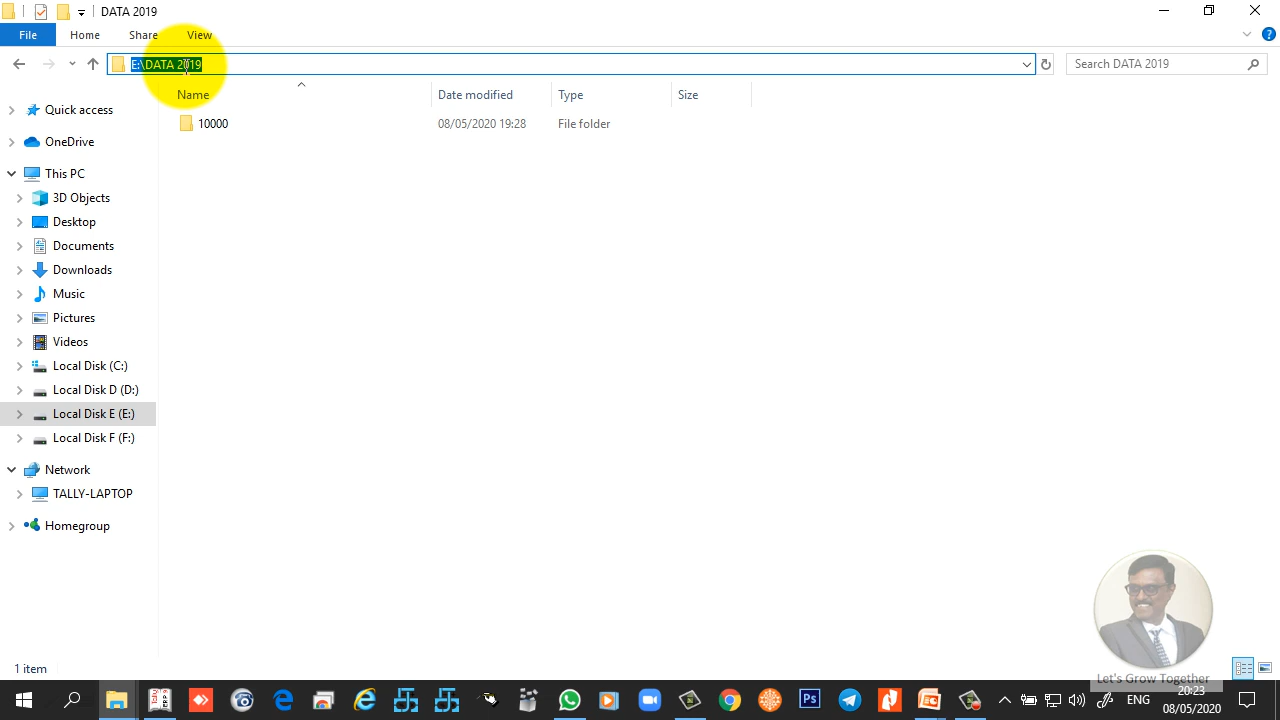 DATA 2019
File
Home
Share
View
E:\DATA 2019
Search DATA 2019
Name
Date modified
Type
Size
10000
08/05/2020 19:28
File folder
Quick access
OneDrive
This PC
3D Objects
Desktop
Documents
Downloads
Music
Pictures
Videos
Local Disk (C:)
Local Disk D (D:)
Local Disk E (E:)
Local Disk F (F:)
Network
TALLY-LAPTOP
Homegroup
1 item
Let's Grow Together
Ps
ENG
20:23
08/05/2020